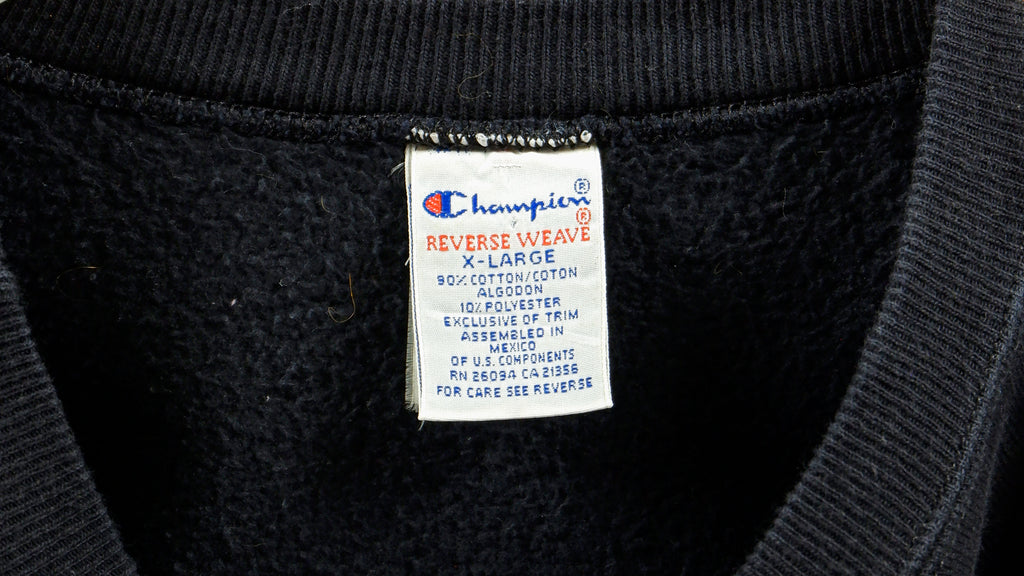 Champion®
REVERSE WEAVE®
X-LARGE
90% COTTON/COTON
ALGODON
10% POLYESTER
EXCLUSIVE OF TRIM
ASSEMBLED IN
MEXICO
OF U.S. COMPONENTS
RN 26094 CA 21356
FOR CARE SEE REVERSE